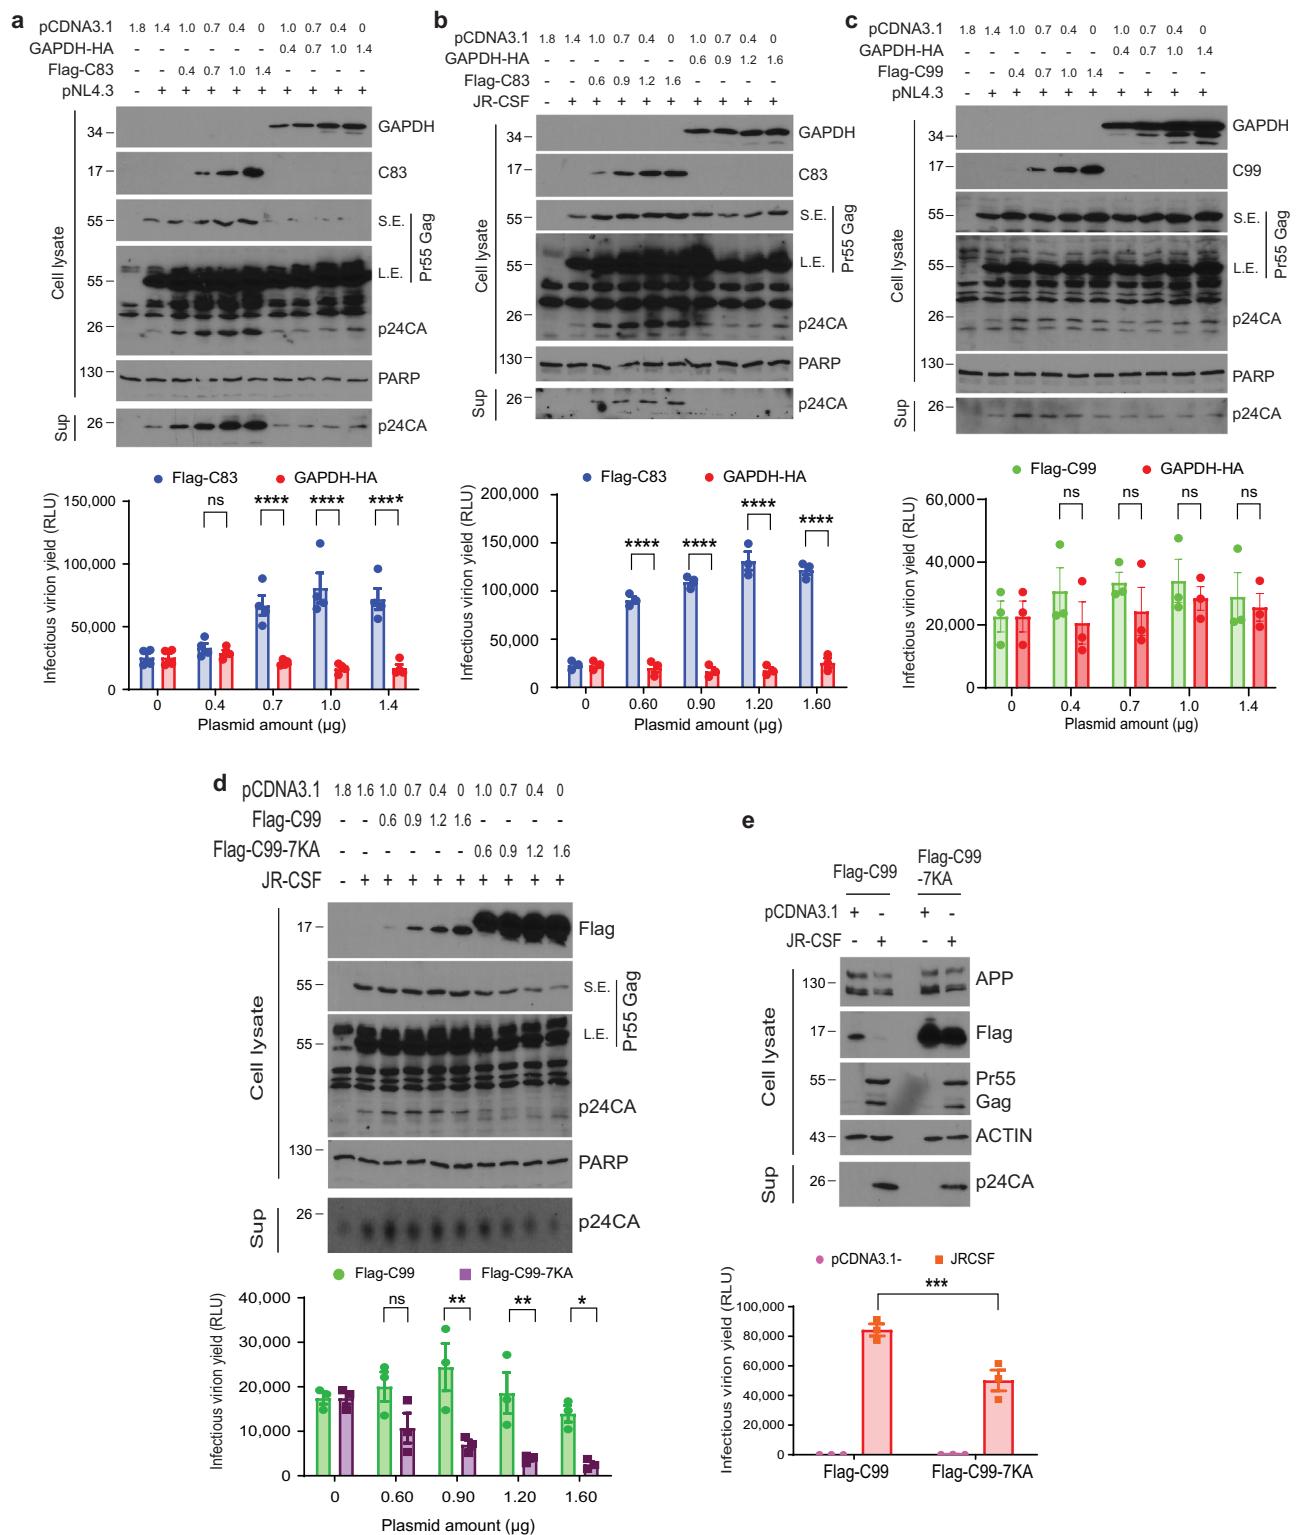 a
pCDNA3.1 1.8 1.4 1.0 0.7 0.4 0 1.0 0.7 0.4 0
GAPDH-HA - - - - - - 0.4 0.7 1.0 1.4
Flag-C83 - - 0.4 0.7 1.0 1.4 - - - -
pNL4.3 - + + + + + + + + +
Cell lysate
34 GAPDH
17 C83
55 S.E.
55 L.E.
Pr55 Gag
26 p24CA
130 PARP
Sup
26 p24CA
Flag-C83 GAPDH-HA
Infectious virion yield (RLU)
150,000
100,000
50,000
0
ns **** **** ****
0 0.4 0.7 1.0 1.4
Plasmid amount (µg)
b
pCDNA3.1 1.8 1.4 1.0 0.7 0.4 0 1.0 0.7 0.4 0
GAPDH-HA - - - - - - 0.6 0.9 1.2 1.6
Flag-C83 - - 0.6 0.9 1.2 1.6 - - - -
JR-CSF - + + + + + + + + +
Cell lysate
34 GAPDH
17 C83
55 S.E.
55 L.E.
Pr55 Gag
26 p24CA
130 PARP
Sup
26 p24CA
Flag-C83 GAPDH-HA
Infectious virion yield (RLU)
200,000
150,000
100,000
50,000
0
**** **** **** ****
0 0.60 0.90 1.20 1.60
Plasmid amount (µg)
c
pCDNA3.1 1.8 1.4 1.0 0.7 0.4 0 1.0 0.7 0.4 0
GAPDH-HA - - - - - - 0.4 0.7 1.0 1.4
Flag-C99 - - 0.4 0.7 1.0 1.4 - - - -
pNL4.3 - + + + + + + + + +
Cell lysate
34 GAPDH
17 C99
55 S.E.
55 L.E.
Pr55 Gag
26 p24CA
130 PARP
Sup
26 p24CA
Flag-C99 GAPDH-HA
Infectious virion yield (RLU)
60,000
40,000
20,000
0
ns ns ns ns
0 0.4 0.7 1.0 1.4
Plasmid amount (µg)
d
pCDNA3.1 1.8 1.6 1.0 0.7 0.4 0 1.0 0.7 0.4 0
Flag-C99 - - 0.6 0.9 1.2 1.6 - - - -
Flag-C99-7KA - - - - - - 0.6 0.9 1.2 1.6
JR-CSF - + + + + + + + + +
Cell lysate
17 Flag
55 S.E.
55 L.E.
Pr55 Gag
p24CA
130 PARP
Sup
26 p24CA
Flag-C99 Flag-C99-7KA
Infectious virion yield (RLU)
40,000
30,000
20,000
10,000
0
ns ** ** *
0 0.60 0.90 1.20 1.60
Plasmid amount (µg)
e
Flag-C99 Flag-C99
-7KA
pCDNA3.1 + - + -
JR-CSF - + - +
Cell lysate
130 APP
17 Flag
55 Pr55
Gag
43 ACTIN
Sup
26 p24CA
pCDNA3.1- JRCSF
Infectious virion yield (RLU)
100,000
80,000
60,000
40,000
20,000
0
***
Flag-C99 Flag-C99-7KA